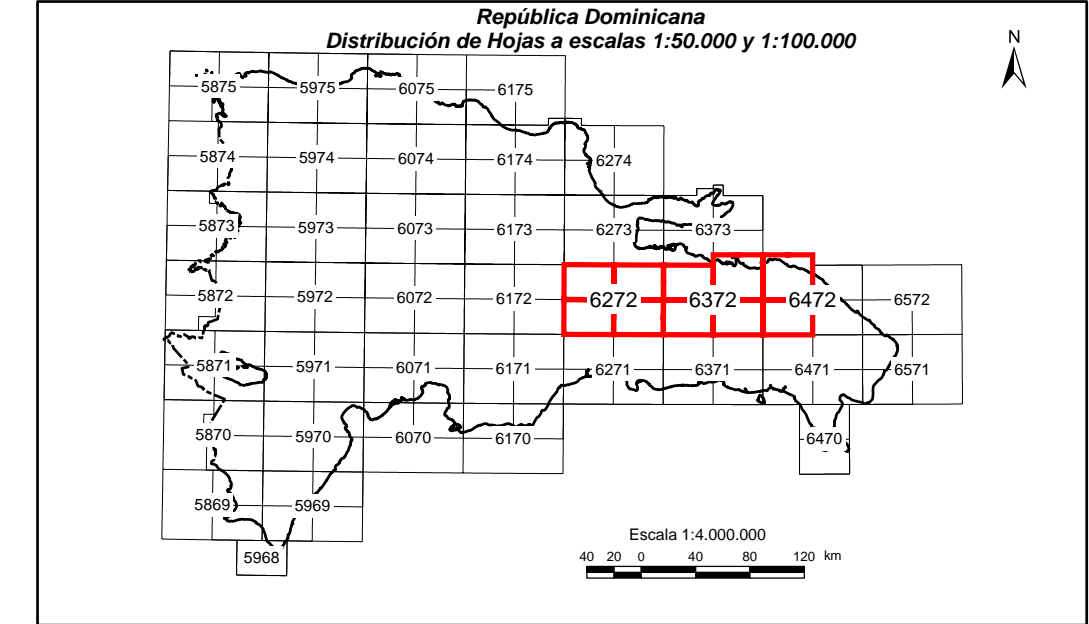 República Dominicana
Distribución de Hojas a escalas 1:50.000 y 1:100.000
N
5875 5975 6075 6175
5874 5974 6074 6174 6274
5873 5973 6073 6173 6273 6373
5872 5972 6072 6172 6272 6372 6472 6572
5871 5971 6071 6171 6271 6371 6471 6571
5870 5970 6070 6170 6470
5869 5969
5968
Escala 1:4.000.000
40 20 0 40 80 120 km